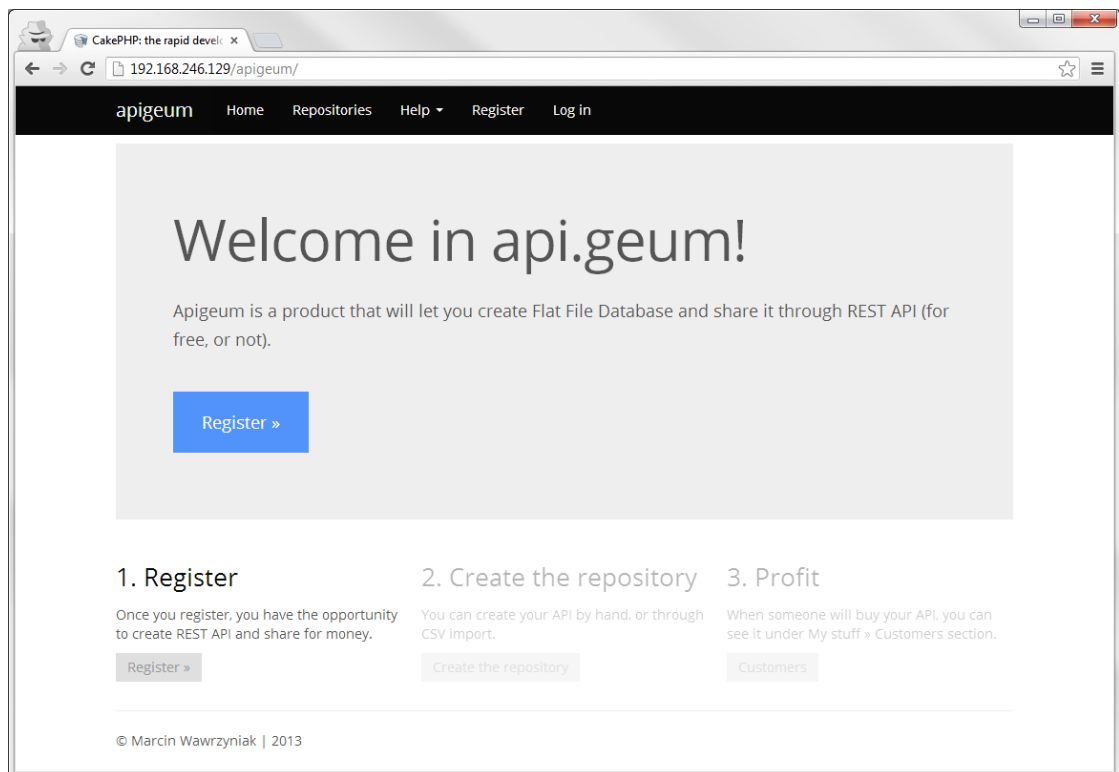 CakePHP: the rapid develo
192.168.246.129/apigeum/
apigeum Home Repositories Help Register Log in
Welcome in api.geum!
Apigeum is a product that will let you create Flat File Database and share it through REST API (for
free, or not).
Register »
1. Register
Once you register, you have the opportunity
to create REST API and share for money.
Register »
2. Create the repository
You can create your API by hand, or through
CSV import.
Create the repository
3. Profit
When someone will buy your API, you can
see it under My stuff » Customers section.
Customers
© Marcin Wawrzyniak | 2013